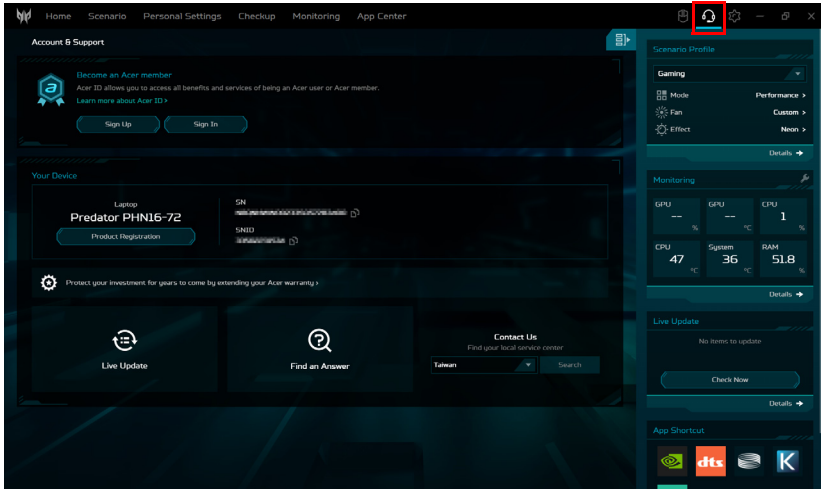 Home Scenario Personal Settings Checkup Monitoring App Center
Account & Support
Become an Acer member
Acer ID allows you to access all benefits and services of being an Acer user or Acer member.
Learn more about Acer ID >
Sign Up Sign In
Your Device
Laptop
Predator PHN16-72
Product Registration
SN
SNID
Protect your investment for years to come by extending your Acer warranty >
Live Update
Find an Answer
Contact Us
Find your local service center
Taiwan Search
Scenario Profile
Gaming
Mode Performance >
Fan Custom >
Effect Neon >
Details →
Monitoring
GPU GPU CPU
-- -- 1
% °C %
CPU System RAM
47 36 51.8
°C °C %
Details →
Live Update
No items to update
Check Now
Details →
App Shortcut
dts K